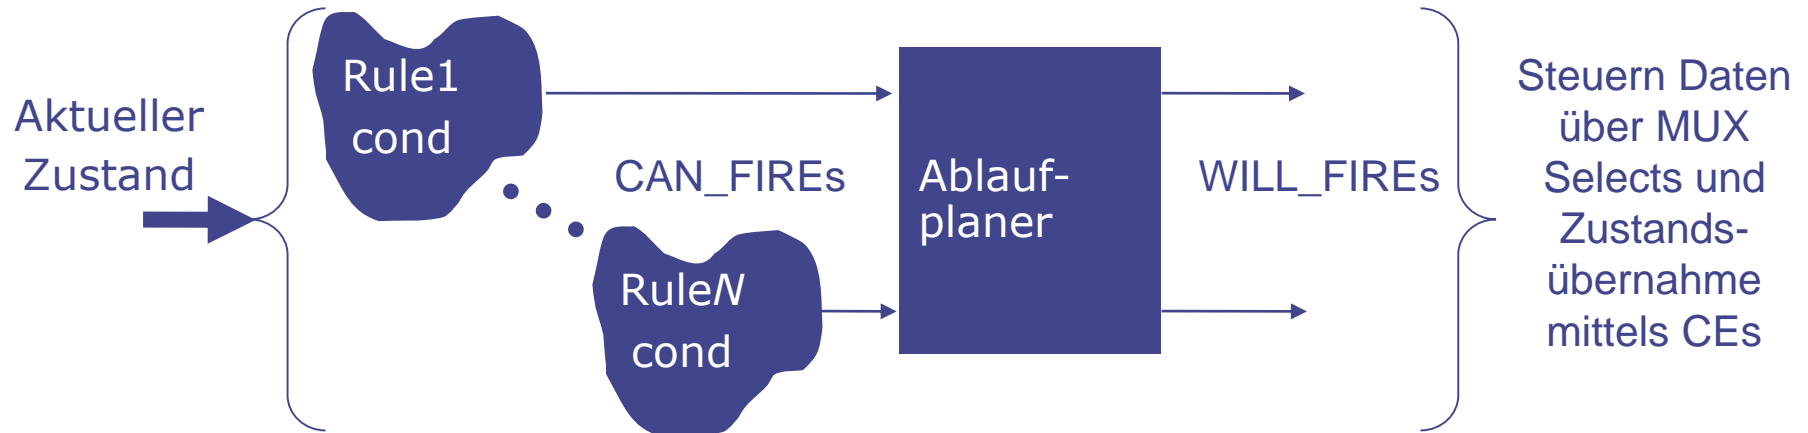 Aktueller
Zustand
Rule1
cond
CAN_FIREs
RuleN
cond
Ablauf-
planer
WILL_FIREs
Steuern Daten
über MUX
Selects und
Zustands-
übernahme
mittels CEs